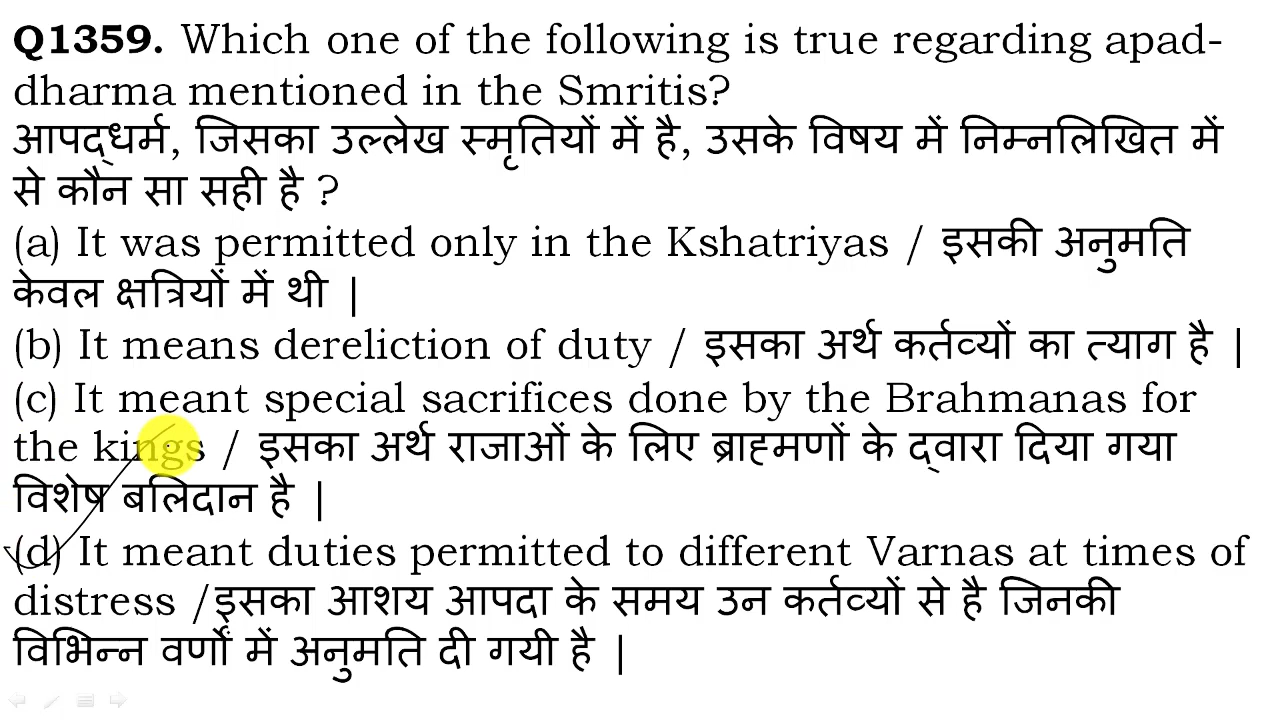 Q1359. Which one of the following is true regarding apad-
dharma mentioned in the Smritis?
आपद्धर्म, जिसका उल्लेख स्मृतियों में है, उसके विषय में निम्नलिखित में
से कौन सा सही है ?
(a) It was permitted only in the Kshatriyas / इसकी अनुमति
केवल क्षत्रियों में थी |
(b) It means dereliction of duty / इसका अर्थ कर्तव्यों का त्याग है |
(c) It meant special sacrifices done by the Brahmanas for
the kings / इसका अर्थ राजाओं के लिए ब्राह्मणों के द्वारा दिया गया
विशेष बलिदान है |
(d) It meant duties permitted to different Varnas at times of
distress /इसका आशय आपदा के समय उन कर्तव्यों से है जिनकी
विभिन्न वर्णों में अनुमति दी गयी है |